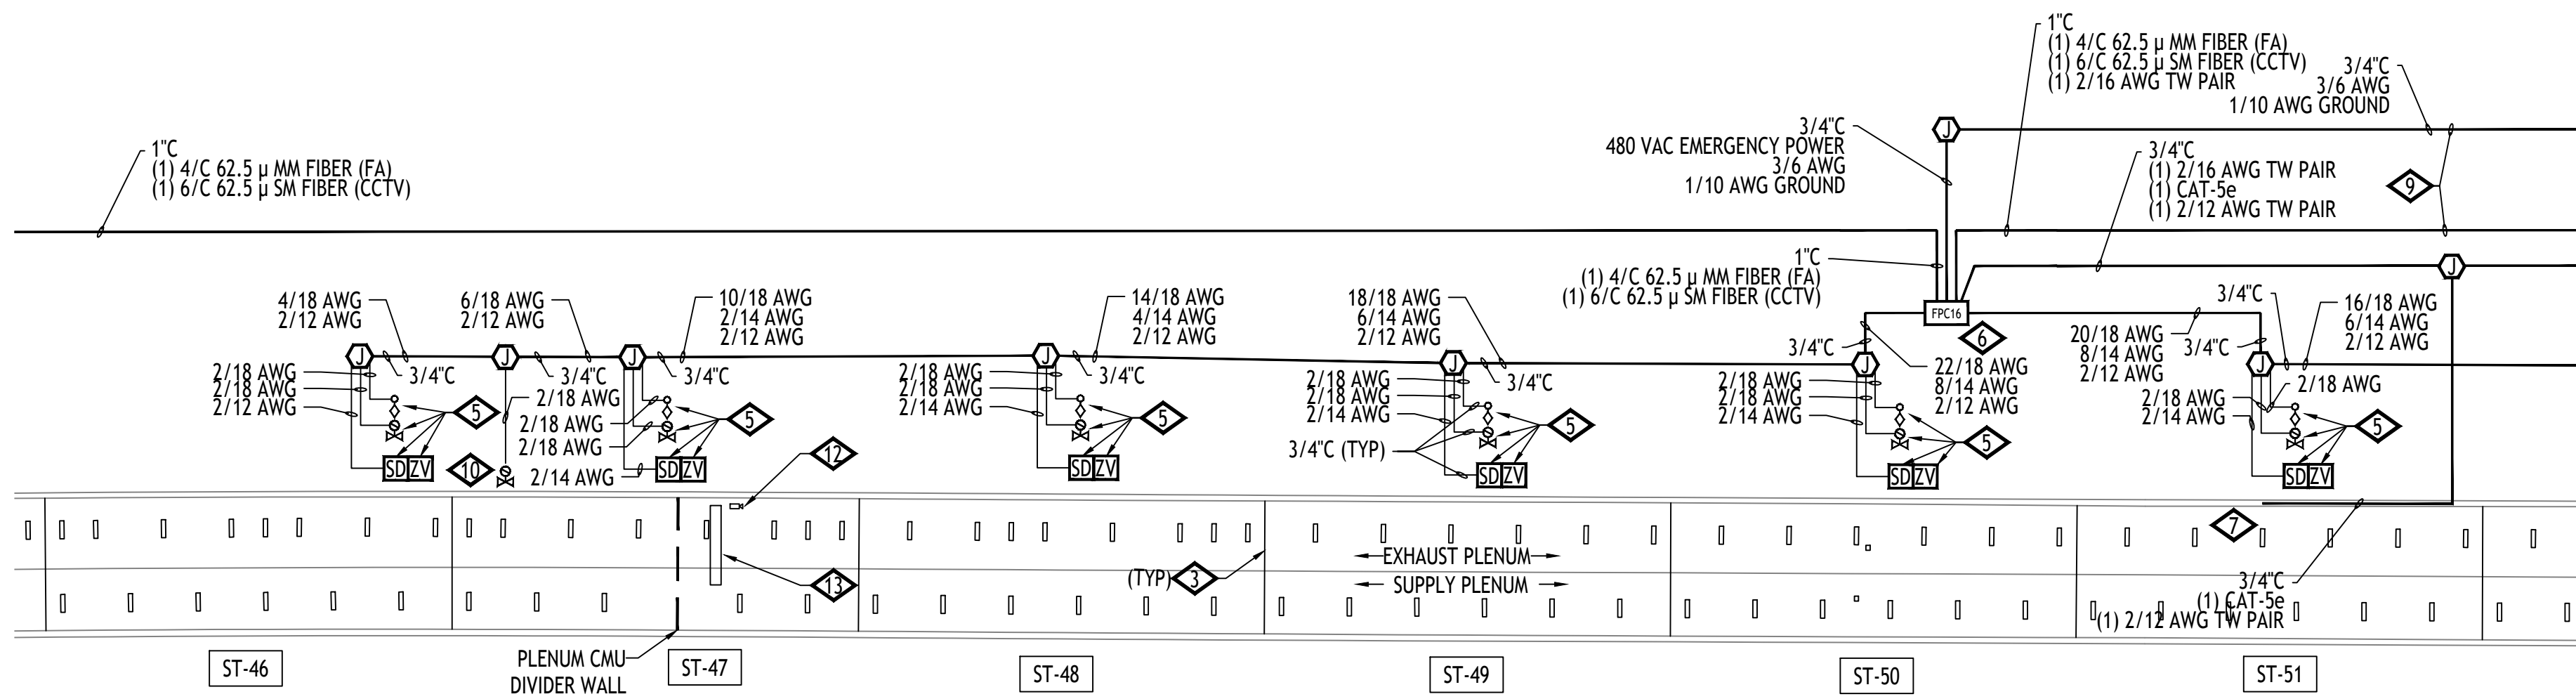 1"C
(1) 4/C 62.5 µ MM FIBER (FA)
(1) 6/C 62.5 µ SM FIBER (CCTV)
(1) 2/16 AWG TW PAIR
3/4"C
3/6 AWG
1/10 AWG GROUND
J
3/4"C
480 VAC EMERGENCY POWER
3/6 AWG
1/10 AWG GROUND
1"C
(1) 4/C 62.5 µ MM FIBER (FA)
(1) 6/C 62.5 µ SM FIBER (CCTV)
3/4"C
(1) 2/16 AWG TW PAIR
(1) CAT-5e
(1) 2/12 AWG TW PAIR
9
1"C
(1) 4/C 62.5 µ MM FIBER (FA)
(1) 6/C 62.5 µ SM FIBER (CCTV)
J
FPC16
6
4/18 AWG
2/12 AWG
6/18 AWG
2/12 AWG
10/18 AWG
2/14 AWG
2/12 AWG
14/18 AWG
4/14 AWG
2/12 AWG
18/18 AWG
6/14 AWG
2/12 AWG
3/4"C
22/18 AWG
8/14 AWG
2/12 AWG
20/18 AWG
8/14 AWG
2/12 AWG
3/4"C
3/4"C
16/18 AWG
6/14 AWG
2/12 AWG
J
J
J
J
J
J
J
2/18 AWG
2/18 AWG
2/12 AWG
3/4"C
5
SD ZV
3/4"C
2/18 AWG
10
3/4"C
2/18 AWG
2/18 AWG
2/14 AWG
5
SD ZV
2/18 AWG
2/18 AWG
2/14 AWG
3/4"C
5
SD ZV
2/18 AWG
2/18 AWG
2/14 AWG
3/4"C
3/4"C (TYP)
5
SD ZV
2/18 AWG
2/18 AWG
2/14 AWG
5
SD ZV
2/18 AWG
2/18 AWG
2/14 AWG
5
SD ZV
12
13
(TYP) 3
EXHAUST PLENUM
SUPPLY PLENUM
7
3/4"C
(1) CAT-5e
(1) 2/12 AWG TW PAIR
PLENUM CMU
DIVIDER WALL
ST-46
ST-47
ST-48
ST-49
ST-50
ST-51